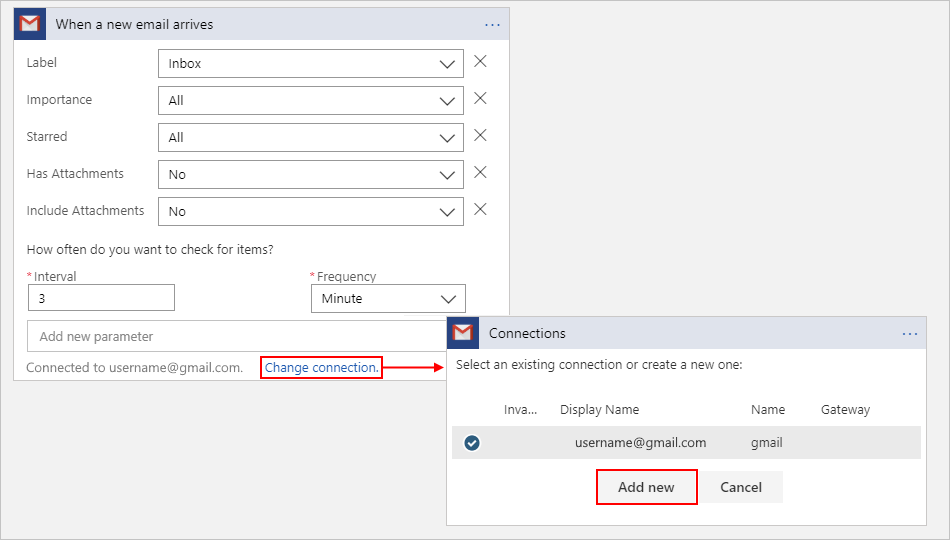 When a new email arrives
...
Label
Inbox
Importance
All
Starred
All
Has Attachments
No
Include Attachments
No
How often do you want to check for items?
*Interval
*Frequency
3
Minute
Add new parameter
Connected to username@gmail.com.
Change connection.
Connections
...
Select an existing connection or create a new one:
Inva... Display Name Name Gateway
username@gmail.com gmail
Add new
Cancel